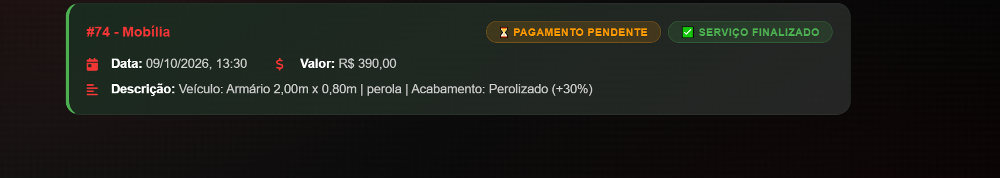 #74 - Mobília
⏳ PAGAMENTO PENDENTE
✅ SERVIÇO FINALIZADO
Data: 09/10/2026, 13:30 $ Valor: R$ 390,00
Descrição: Veículo: Armário 2,00m x 0,80m | perola | Acabamento: Perolizado (+30%)